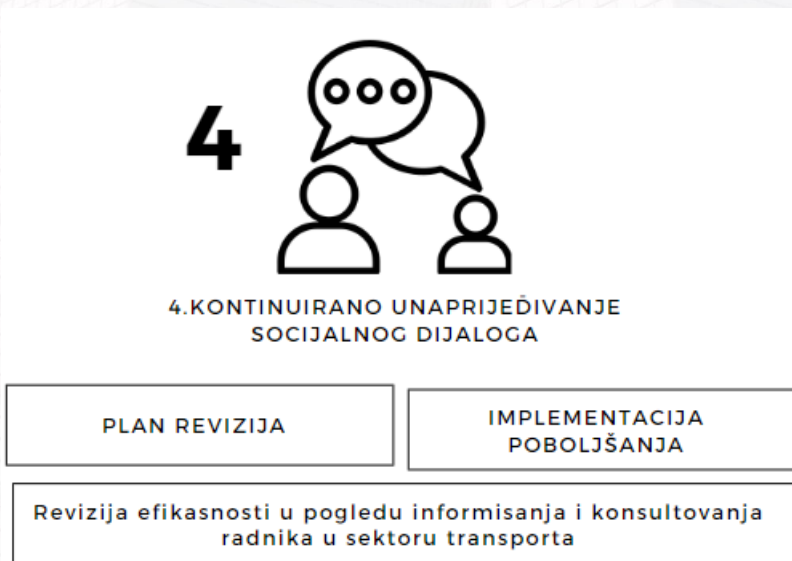 4
4.KONTINUIRANO UNAPRIJEĐIVANJE
SOCIJALNOG DIJALOGA
PLAN REVIZIJA
IMPLEMENTACIJA
POBOLJŠANJA
Revizija efikasnosti u pogledu informisanja i konsultovanja
radnika u sektoru transporta